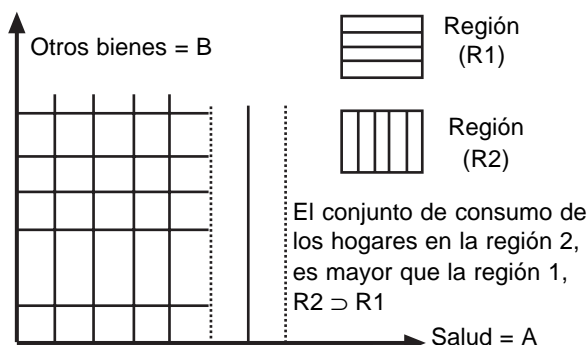 Otros bienes = B
Región
(R1)
Región
(R2)
El conjunto de consumo de
los hogares en la región 2,
es mayor que la región 1,
R2 ⊃ R1
Salud = A